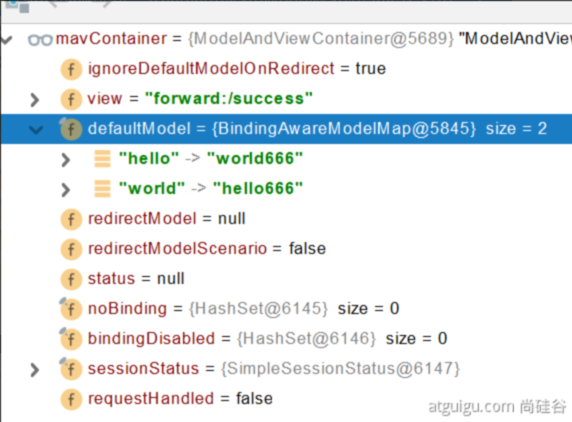 mavContainer = {ModelAndViewContainer@5689} "ModelAndVie
ignoreDefaultModelOnRedirect = true
view = "forward:/success"
defaultModel = {BindingAwareModelMap@5845} size = 2
"hello" -> "world666"
"world" -> "hello666"
redirectModel = null
redirectModelScenario = false
status = null
noBinding = {HashSet@6145} size = 0
bindingDisabled = {HashSet@6146} size = 0
sessionStatus = {SimpleSessionStatus@6147}
requestHandled = false
atguigu.com 尚硅谷